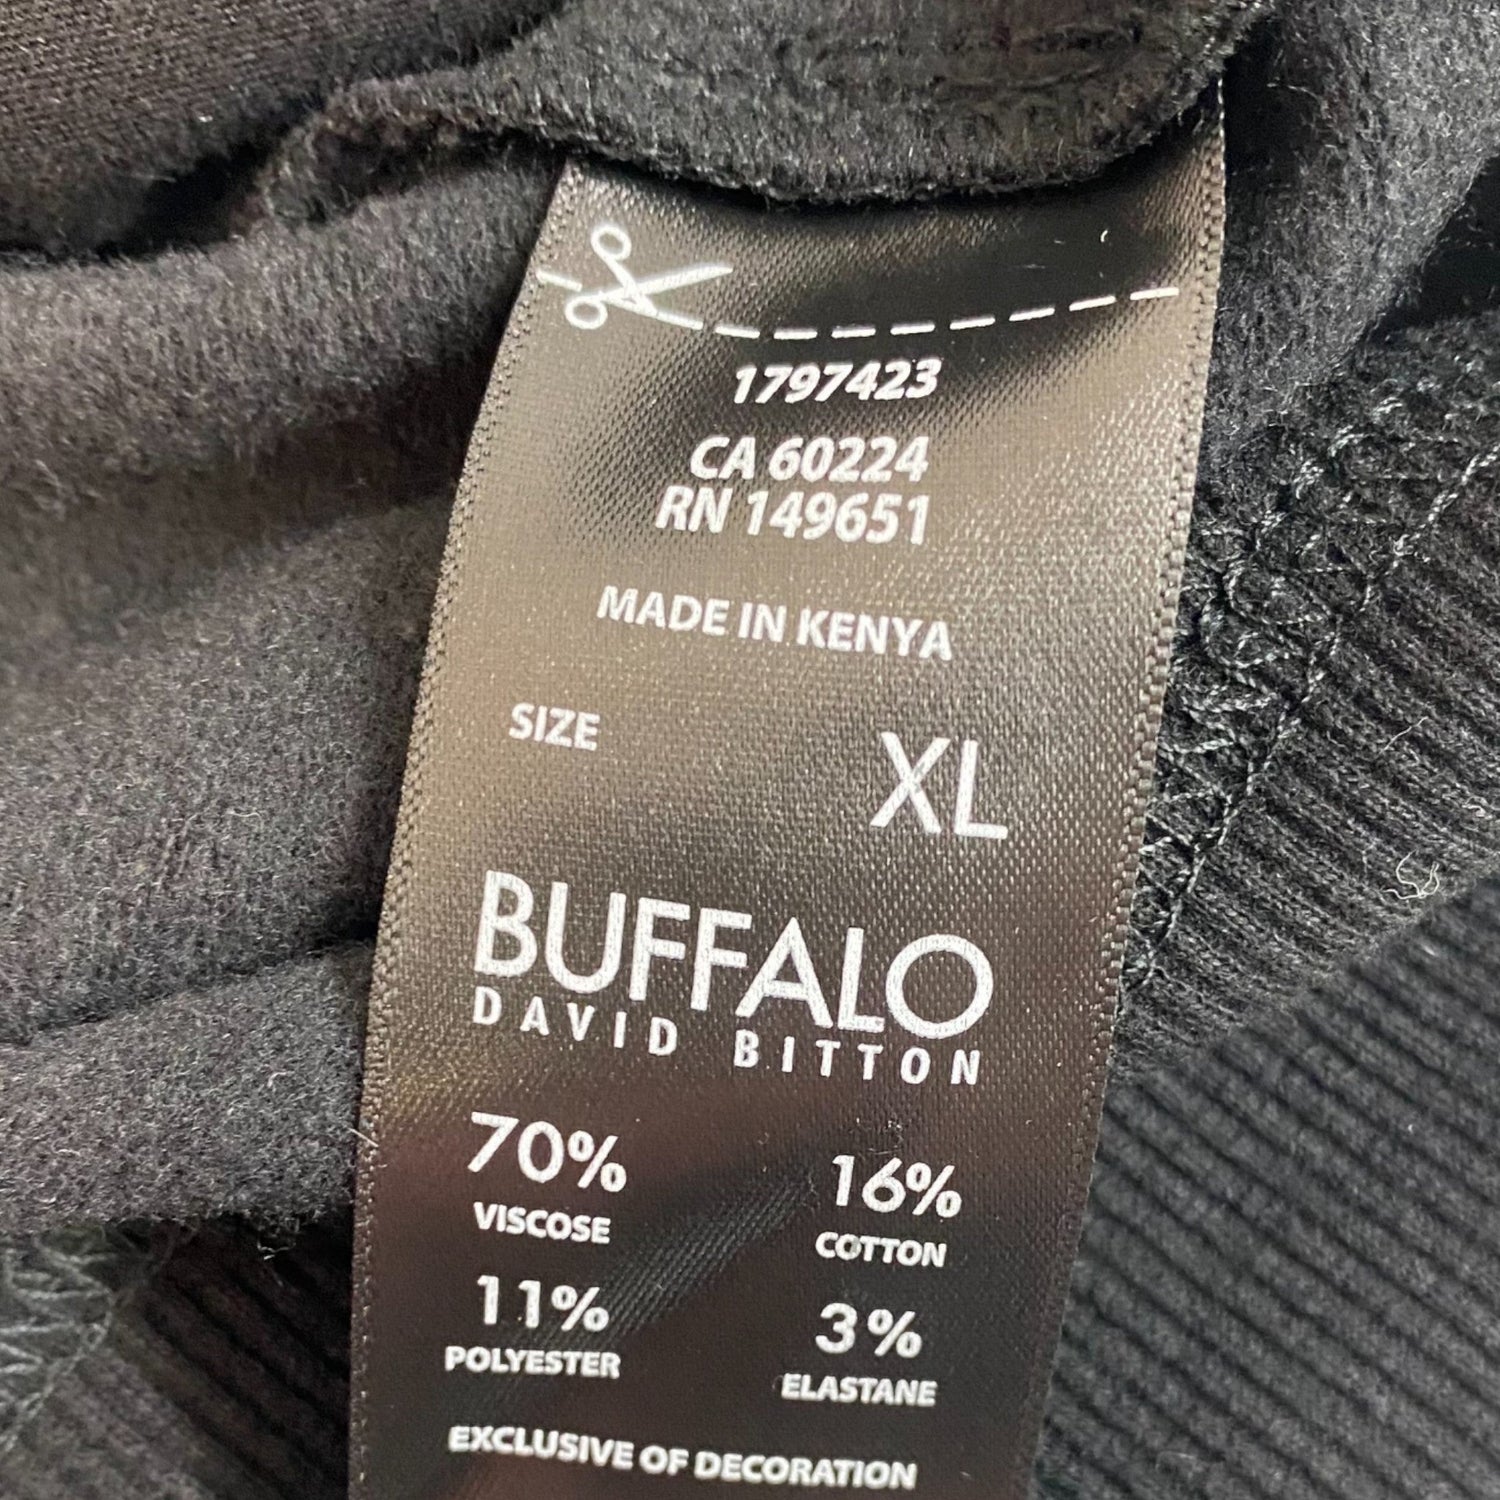 1797423
CA 60224
RN 149651
MADE IN KENYA
SIZE XL
BUFFALO
DAVID BITTON
70% 16%
VISCOSE COTTON
11% 3%
POLYESTER ELASTANE
EXCLUSIVE OF DECORATION